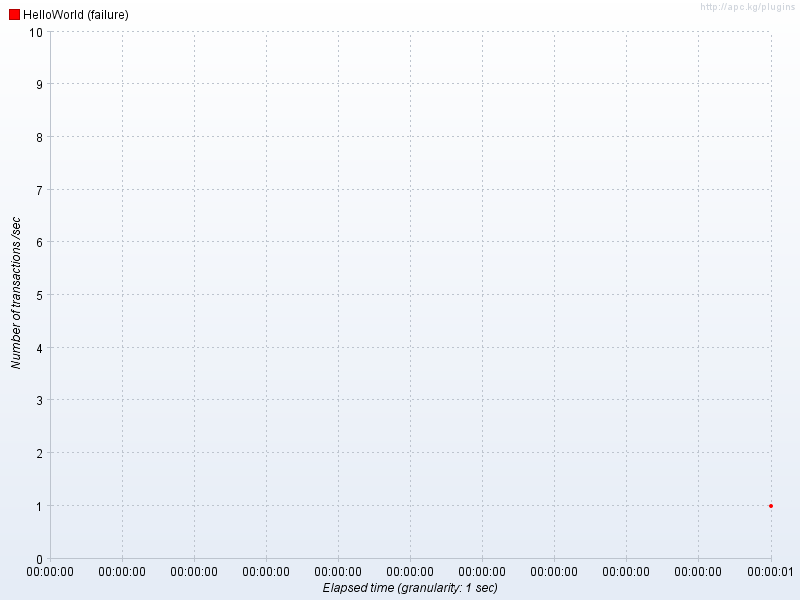 http://apc.kg/plugins
HelloWorld (failure)
10
9
8
7
6
5
4
3
2
1
0
Number of transactions /sec
00:00:00 00:00:00 00:00:00 00:00:00 00:00:00 00:00:00 00:00:00 00:00:00 00:00:00 00:00:00 00:00:01
Elapsed time (granularity: 1 sec)